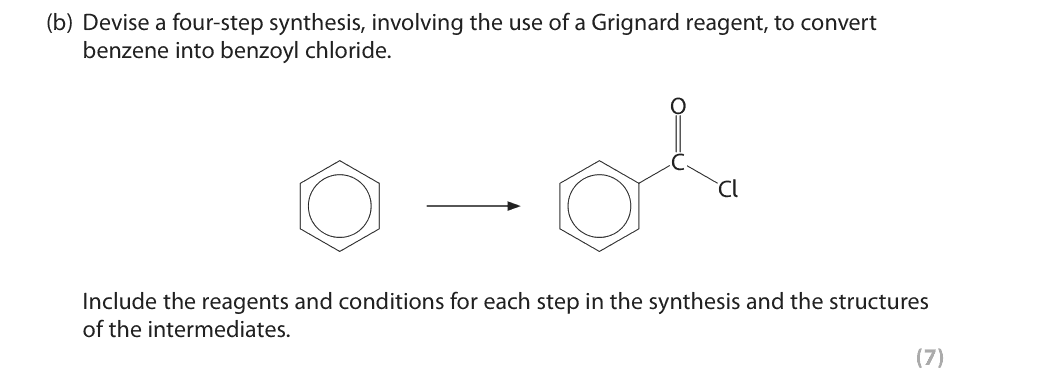 (b) Devise a four-step synthesis, involving the use of a Grignard reagent, to convert
benzene into benzoyl chloride.
O
C
Cl
Include the reagents and conditions for each step in the synthesis and the structures
of the intermediates.
(7)